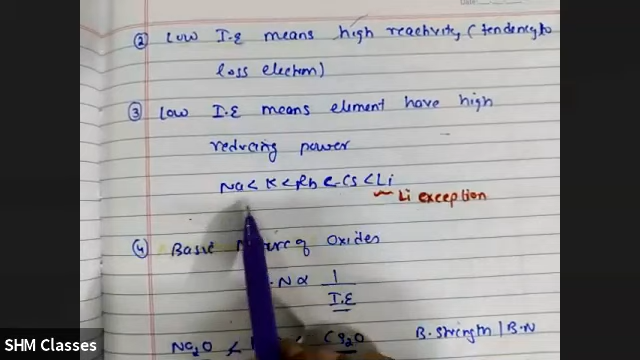 ② Low I.E means high reactivity (tendency to
loss electron)
③ Low I.E means element have high
reducing power
Na < K < Rb < Cs < Li
Li exception
④ Basic of Oxides
.N ∝ 1/I.E
Na2O < < Cs2O B. Strength | B.N
SHM Classes